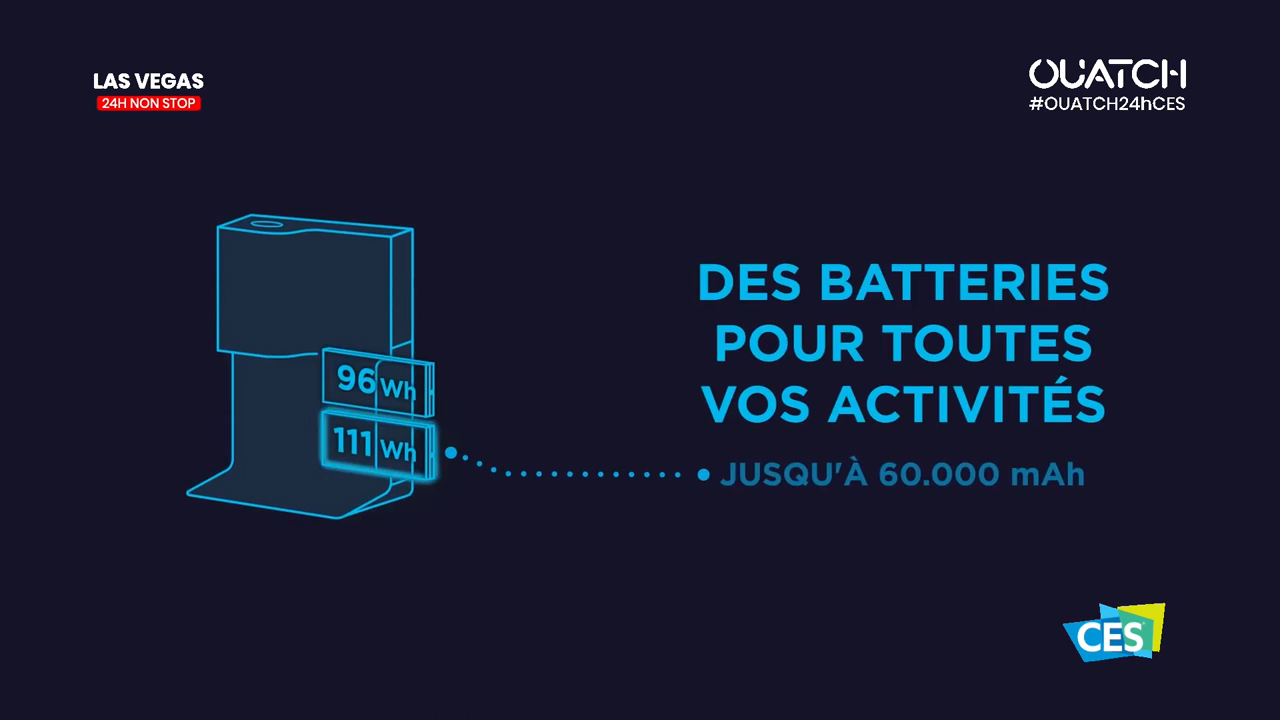 LAS VEGAS
24H NON STOP
OUATCH
#OUATCH24hCES
DES BATTERIES
POUR TOUTES
VOS ACTIVITÉS
96 Wh
111 Wh
JUSQU'À 60.000 mAh
CES